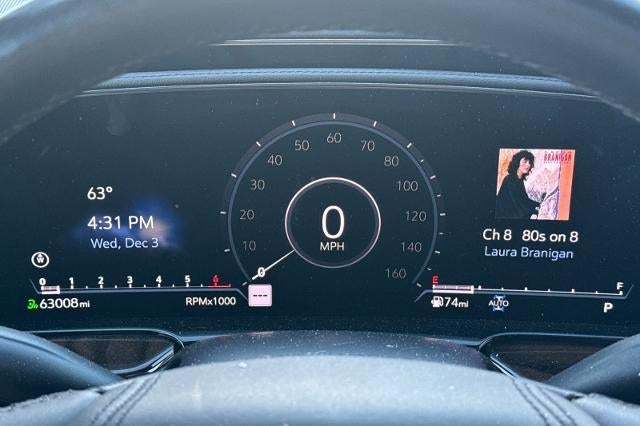 63°
4:31 PM
Wed, Dec 3
0 1 2 3 4 5 6
63008 mi
RPMx1000
10 20 30 40 50 60 70 80 100 120 140 160
0
0
MPH
---
BRANIGAN
Ch 8 80s on 8
Laura Branigan
E F
74mi
AUTO
P